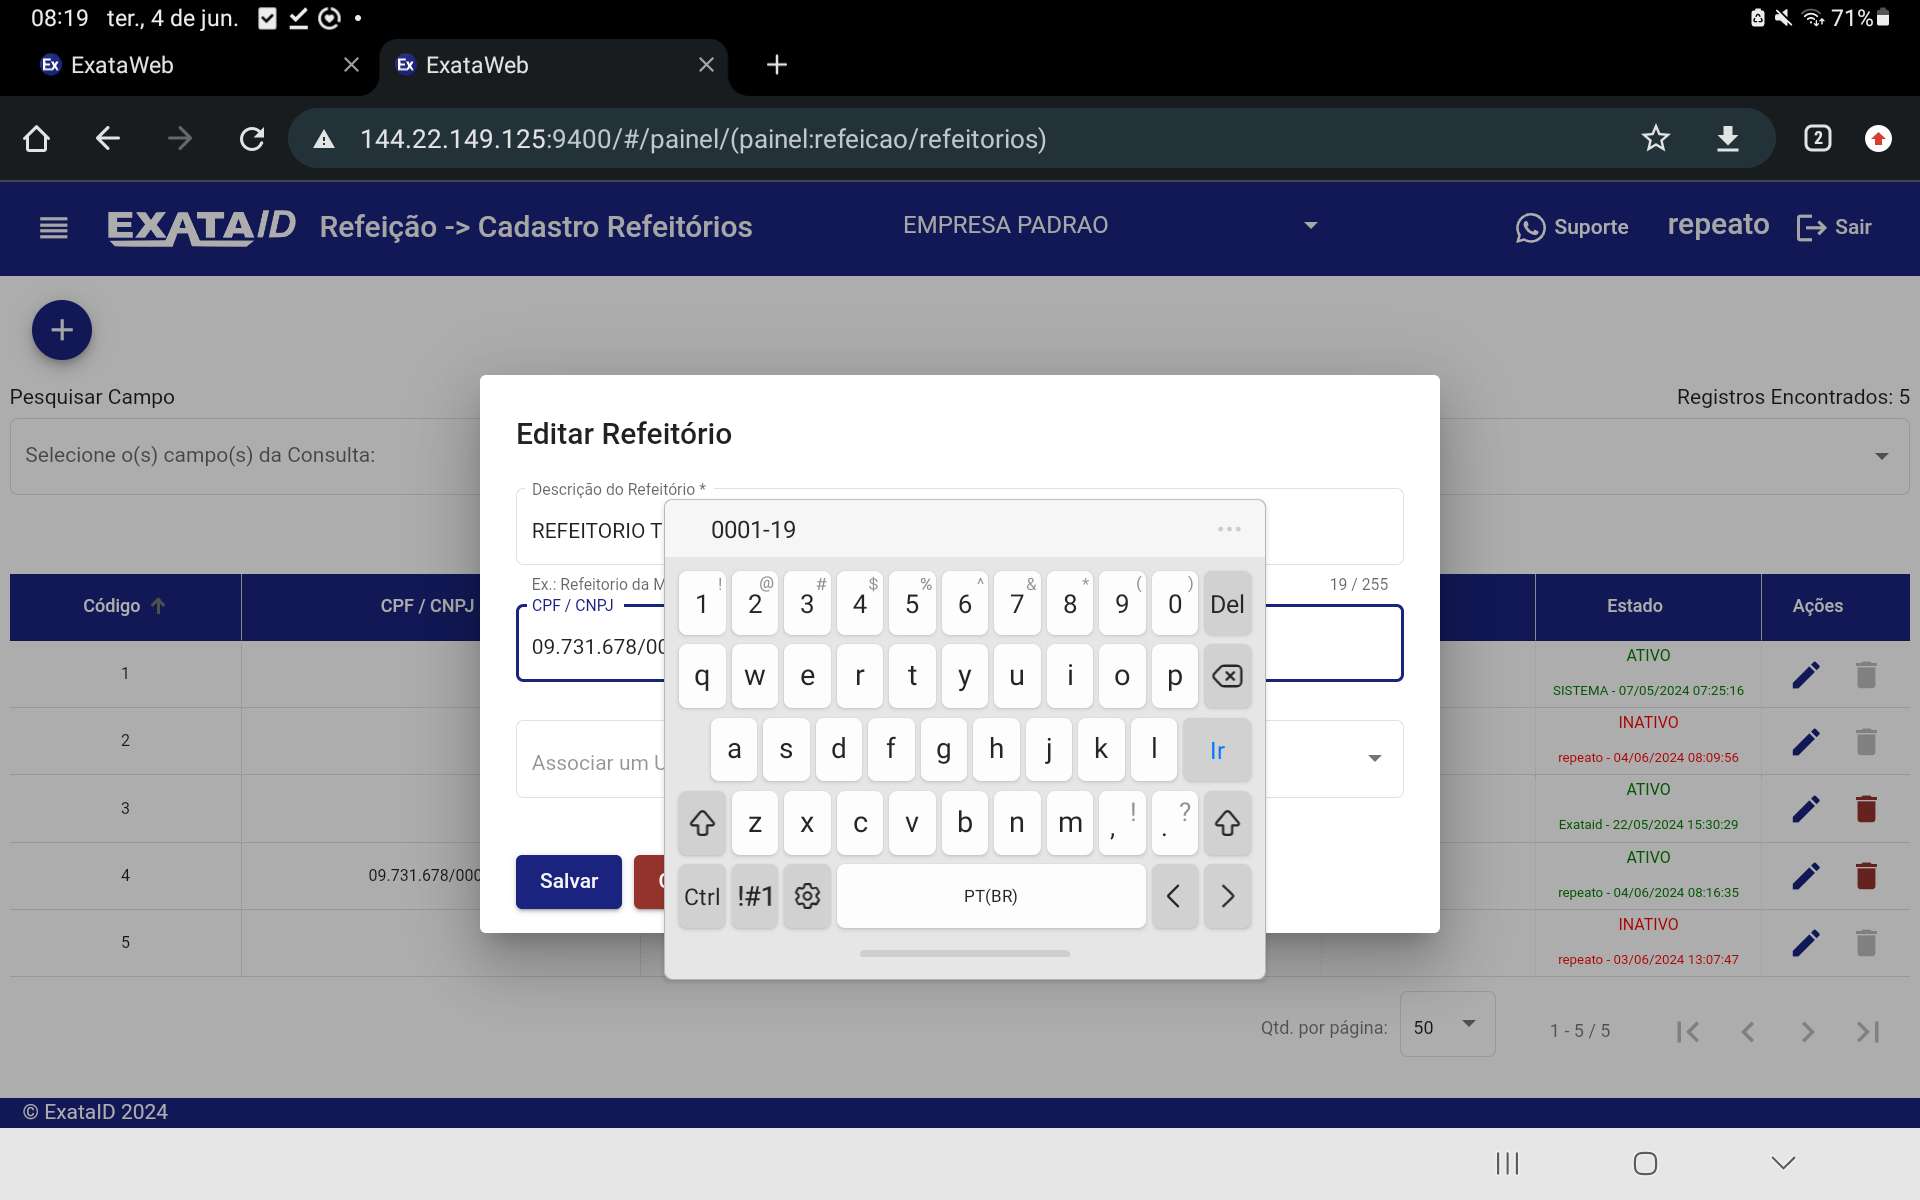 08:19 ter., 4 de jun. 71%
Ex ExataWeb
Ex ExataWeb
2
144.22.149.125:9400/#/painel/(painel:refeicao/refeitorios)
EXATAID Refeição -> Cadastro Refeitórios EMPRESA PADRAO Suporte repeato Sair
+
Pesquisar Campo Registros Encontrados: 5
Selecione o(s) campo(s) da Consulta:
Editar Refeitório
Descrição do Refeitório *
REFEITORIO T
Ex.: Refeitorio da M 19 / 255
CPF / CNPJ
09.731.678/00
Associar um U
Salvar C
0001-19
! @ # $ % ^ & * ( )
1 2 3 4 5 6 7 8 9 0 Del
q w e r t y u i o p
a s d f g h j k l Ir
z x c v b n m , ! . ?
Ctrl !#1 PT(BR)
Código CPF / CNPJ Estado Ações
1 ATIVO
SISTEMA - 07/05/2024 07:25:16
2 INATIVO
repeato - 04/06/2024 08:09:56
3 ATIVO
Exataid - 22/05/2024 15:30:29
4 09.731.678/000 ATIVO
repeato - 04/06/2024 08:16:35
5 INATIVO
repeato - 03/06/2024 13:07:47
Qtd. por página: 50 1 - 5 / 5
© ExataID 2024